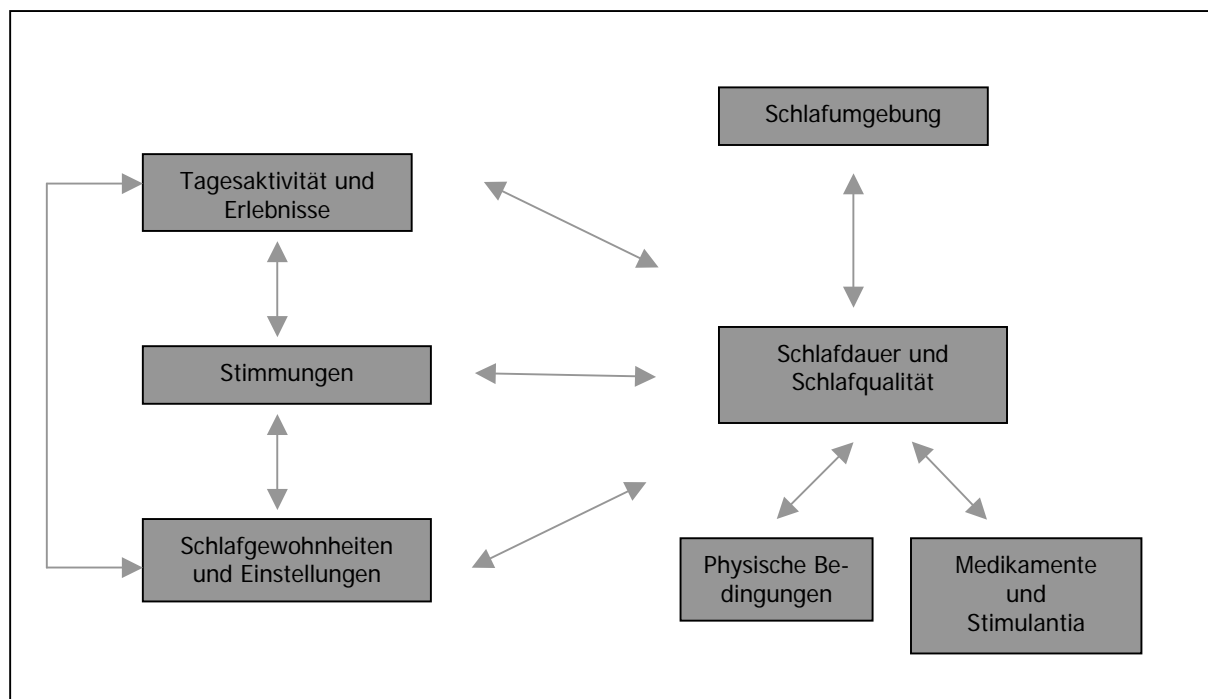 Schlafumgebung
Tagesaktivität und
Erlebnisse
Stimmungen
Schlafdauer und
Schlafqualität
Schlafgewohnheiten
und Einstellungen
Physische Be-
dingungen
Medikamente
und
Stimulantia